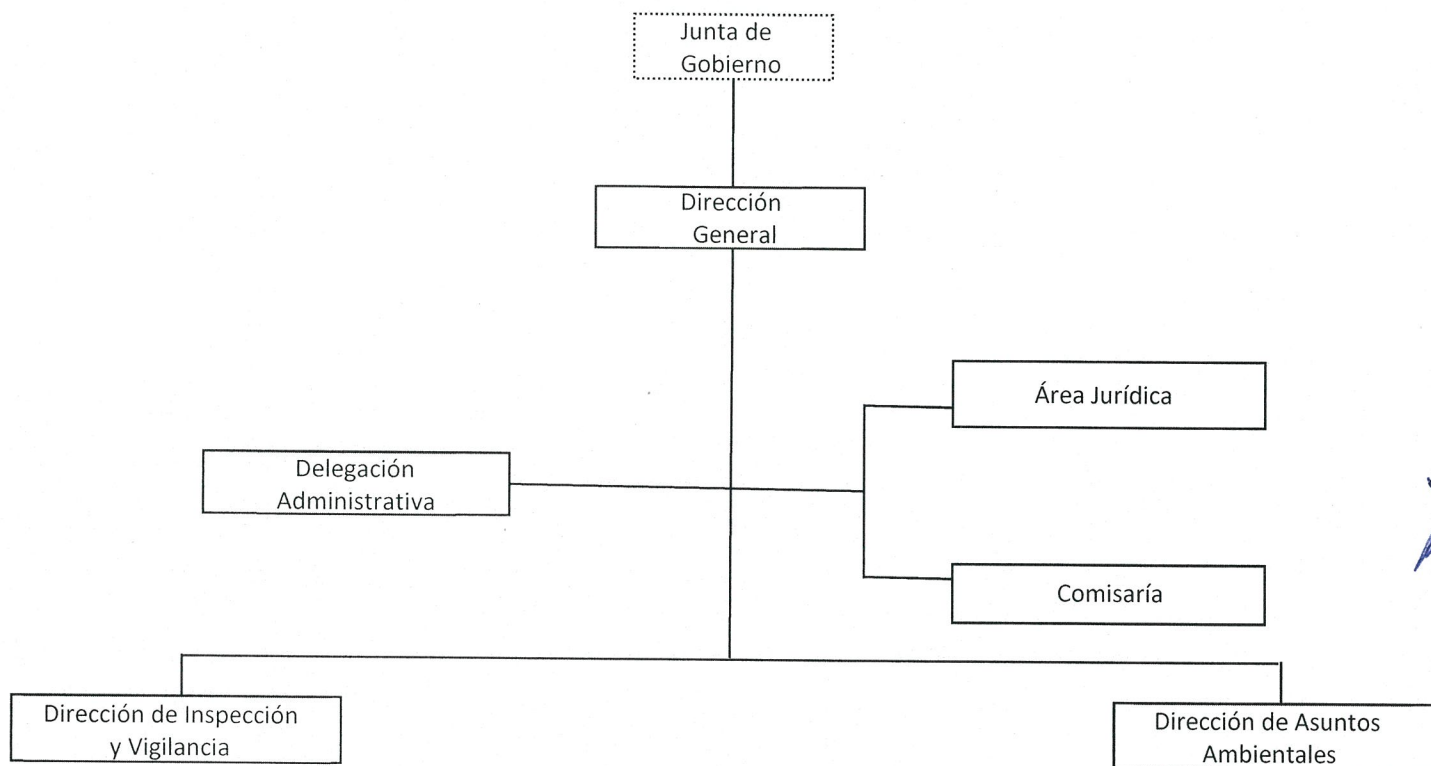 Junta de
Gobierno
Dirección
General
Área Jurídica
Delegación
Administrativa
Comisaría
Dirección de Inspección
y Vigilancia
Dirección de Asuntos
Ambientales